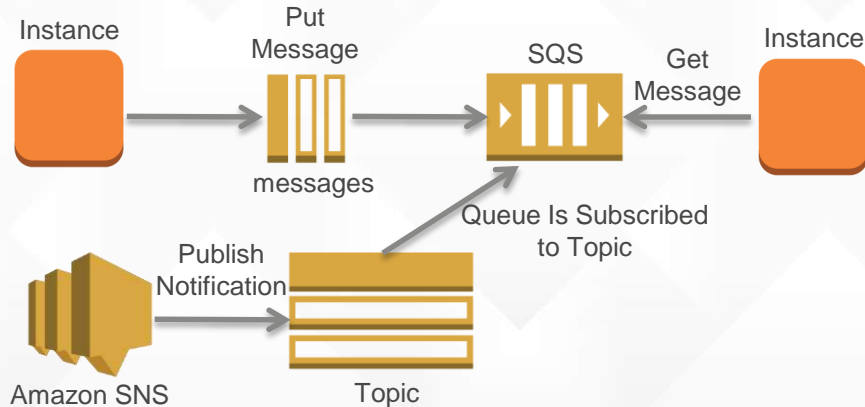 Instance
Put
Message
messages
SQS
Get
Message
Instance
Queue Is Subscribed
to Topic
Publish
Notification
Amazon SNS
Topic